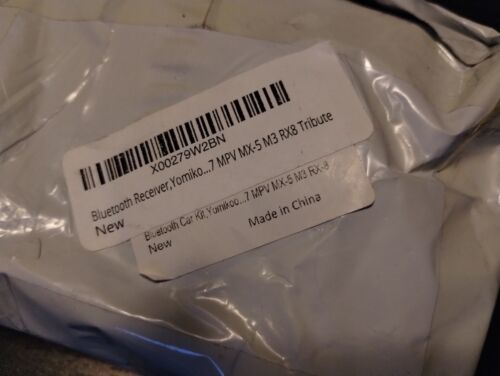 X00279W2BN
Bluetooth Receiver,Yomiko...7 MPV MX-5 M3 RX8 Tribute
New
Bluetooth Car Kit,Yomikoo...7 MPV MX-5 M3 RX-8
New
Made in China